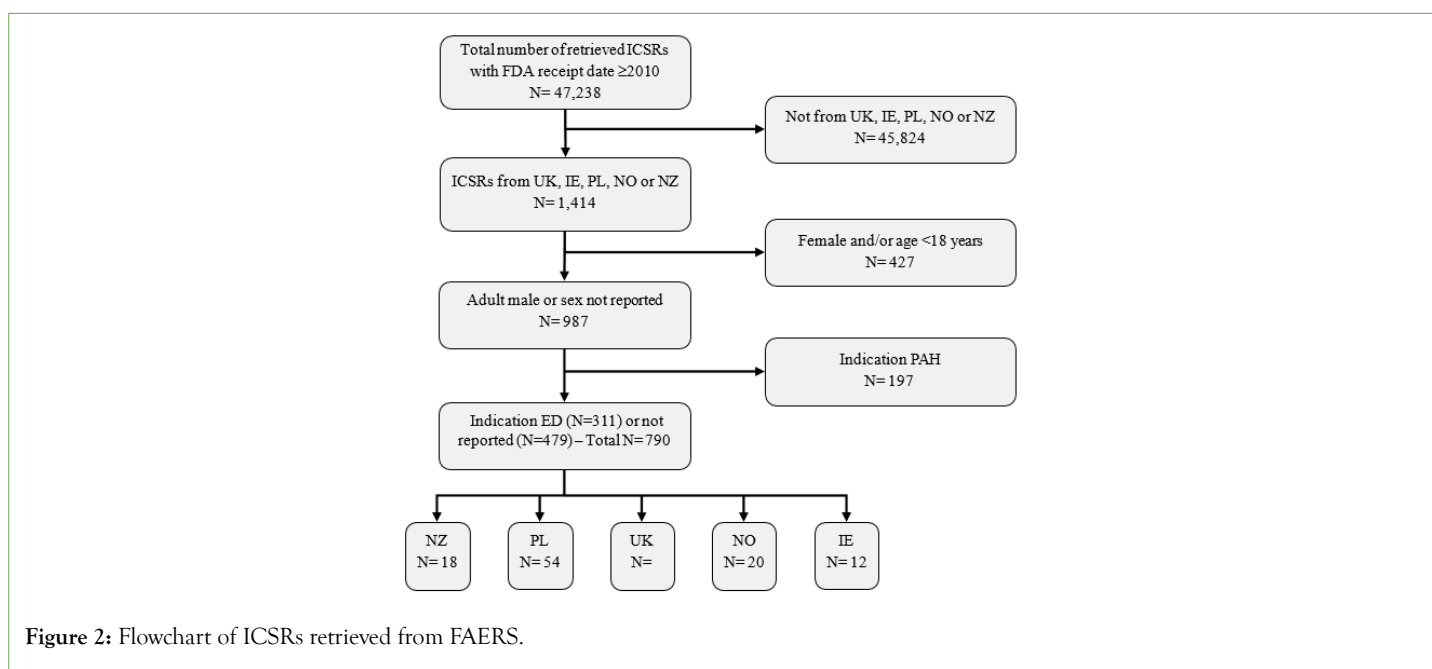 Total number of retrieved ICSRs
with FDA receipt date ≥2010
N= 47,238
Not from UK, IE, PL, NO or NZ
N= 45,824
ICSRs from UK, IE, PL, NO or NZ
N= 1,414
Female and/or age <18 years
N= 427
Adult male or sex not reported
N= 987
Indication PAH
N= 197
Indication ED (N=311) or not
reported (N=479) – Total N= 790
NZ
N= 18
PL
N= 54
UK
N=
NO
N= 20
IE
N= 12
Figure 2: Flowchart of ICSRs retrieved from FAERS.